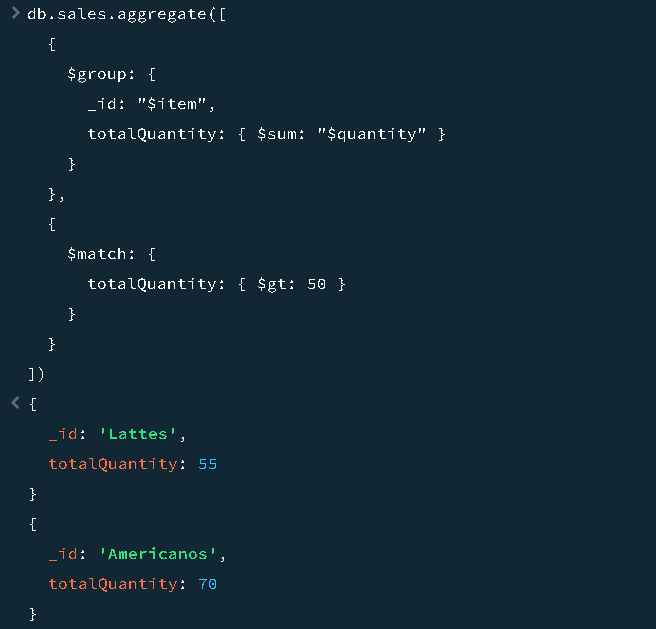 > db.sales.aggregate([
{
$group: {
_id: "$item",
totalQuantity: { $sum: "$quantity" }
}
},
{
$match: {
totalQuantity: { $gt: 50 }
}
}
])
< {
_id: 'Lattes',
totalQuantity: 55
}
{
_id: 'Americanos',
totalQuantity: 70
}